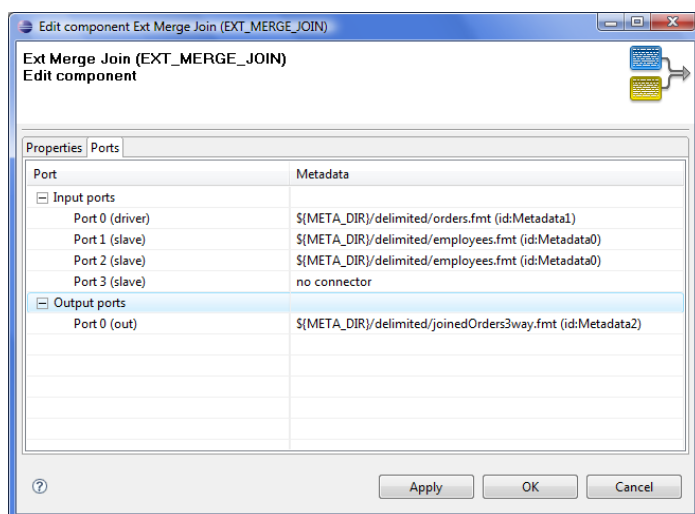 Edit component Ext Merge Join (EXT_MERGE_JOIN)
Ext Merge Join (EXT_MERGE_JOIN)
Edit component
Properties Ports
Port Metadata
Input ports
Port 0 (driver) ${META_DIR}/delimited/orders.fmt (id:Metadata1)
Port 1 (slave) ${META_DIR}/delimited/employees.fmt (id:Metadata0)
Port 2 (slave) ${META_DIR}/delimited/employees.fmt (id:Metadata0)
Port 3 (slave) no connector
Output ports
Port 0 (out) ${META_DIR}/delimited/joinedOrders3way.fmt (id:Metadata2)
? Apply OK Cancel